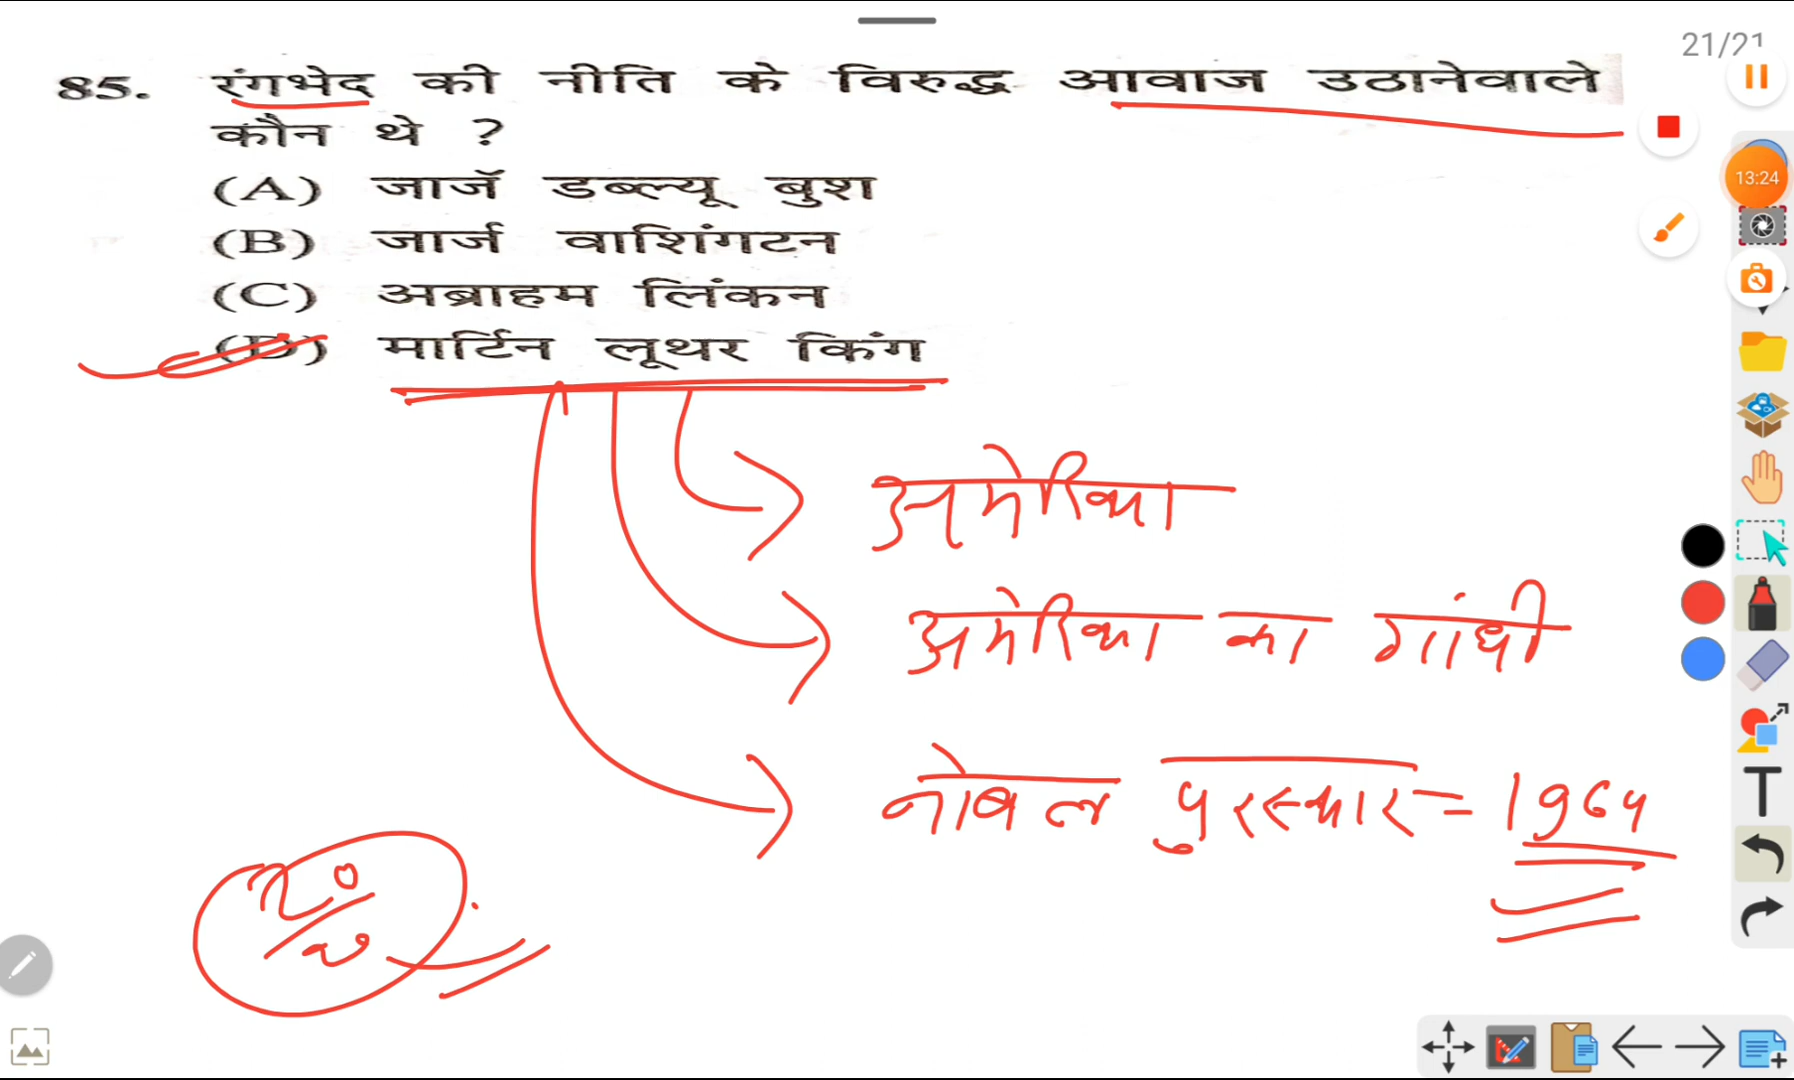 21/21
85. रंगभेद की नीति के विरुद्ध आवाज उठानेवाले
कौन थे ?
(A) जार्ज डब्ल्यू बुश
(B) जार्ज वाशिंगटन
(C) अब्राहम लिंकन
(D) मार्टिन लूथर किंग
13:24
अमेरिका
अमेरिका का गांधी
नोबल पुरस्कार = 1964
T